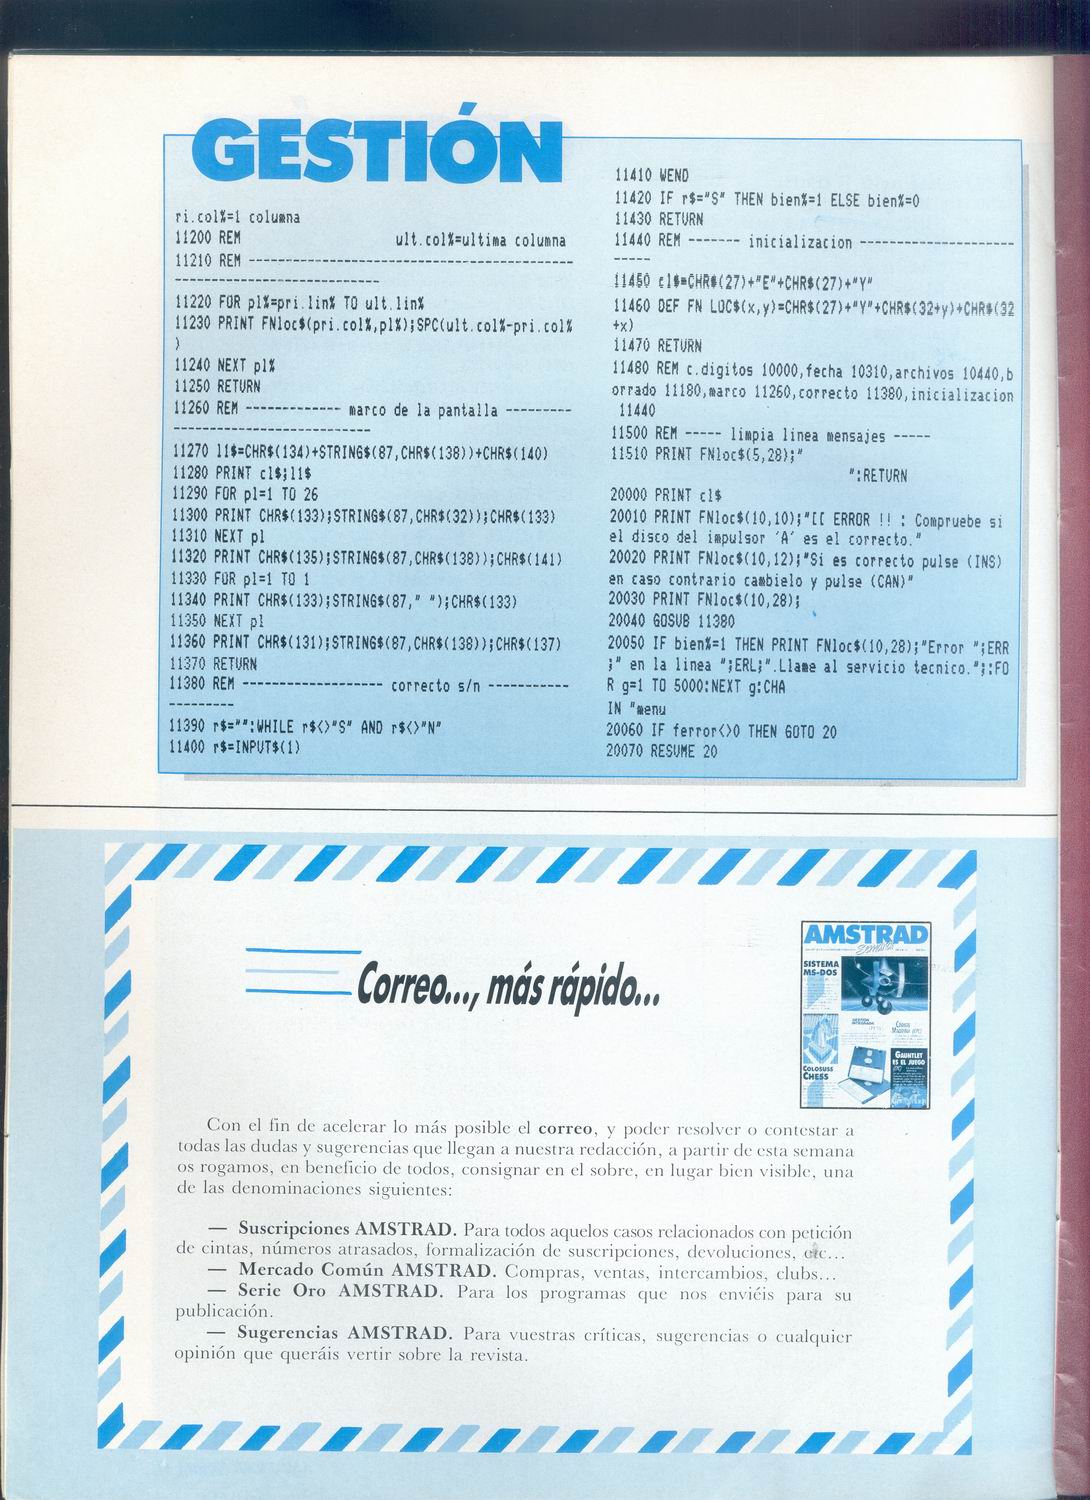 GESTIÓN
ri.col%=1 columna
11200 REM                    ult.col%=ultima columna
11210 REM ------------------------------------------
---------------------------
11220 FOR pl%=pri.lin% TO ult.lin%
11230 PRINT FNloc$(pri.col%,pl%);SPC(ult.col%-pri.col%
)
11240 NEXT pl%
11250 RETURN
11260 REM ------------- marco de la pantalla ---------
--------------------------
11270 l1$=CHR$(134)+STRING$(87,CHR$(138))+CHR$(140)
11280 PRINT cl$;l1$
11290 FOR pl=1 TO 26
11300 PRINT CHR$(133);STRING$(87,CHR$(32));CHR$(133)
11310 NEXT pl
11320 PRINT CHR$(135);STRING$(87,CHR$(138));CHR$(141)
11330 FOR pl=1 TO 1
11340 PRINT CHR$(133);STRING$(87," ");CHR$(133)
11350 NEXT pl
11360 PRINT CHR$(131);STRING$(87,CHR$(138));CHR$(137)
11370 RETURN
11380 REM ------------------- correcto s/n -----------
---------
11390 r$="":WHILE r$<>"S" AND r$<>"N"
11400 r$=INPUT$(1)
11410 WEND
11420 IF r$="S" THEN bien%=1 ELSE bien%=0
11430 RETURN
11440 REM ------- inicializacion ---------------------
-----
11450 cl$=CHR$(27)+"E"+CHR$(27)+"Y"
11460 DEF FN LOC$(x,y)=CHR$(27)+"Y"+CHR$(32+y)+CHR$(32
+x)
11470 RETURN
11480 REM c.digitos 10000,fecha 10310,archivos 10440,b
orrado 11180,marco 11260,correcto 11380,inicializacion
11440
11500 REM ----- limpia linea mensajes -----
11510 PRINT FNloc$(5,28);"
":RETURN
20000 PRINT cl$
20010 PRINT FNloc$(10,10);"[[ ERROR !! : Compruebe si
el disco del impulsor 'A' es el correcto."
20020 PRINT FNloc$(10,12);"Si es correcto pulse (INS)
en caso contrario cambielo y pulse (CAN)"
20030 PRINT FNloc$(10,28);
20040 GOSUB 11380
20050 IF bien%=1 THEN PRINT FNloc$(10,28);"Error ";ERR
;" en la linea ";ERL;".Llame al servicio tecnico.";:FO
R g=1 TO 5000:NEXT g:CHA
IN "menu
20060 IF ferror<>0 THEN GOTO 20
20070 RESUME 20
Correo..., más rápido...
AMSTRAD
Semanal
SISTEMA
MS-DOS
GESTIÓN
INTEGRADA
GAUNTLET
ES EL JUEGO
COLOSUSS
CHESS
Con el fin de acelerar lo más posible el correo, y poder resolver o contestar a
todas las dudas y sugerencias que llegan a nuestra redacción, a partir de esta semana
os rogamos, en beneficio de todos, consignar en el sobre, en lugar bien visible, una
de las denominaciones siguientes:
— Suscripciones AMSTRAD. Para todos aquelos casos relacionados con petición
de cintas, números atrasados, formalización de suscripciones, devoluciones, etc...
— Mercado Común AMSTRAD. Compras, ventas, intercambios, clubs...
— Serie Oro AMSTRAD. Para los programas que nos enviéis para su
publicación.
— Sugerencias AMSTRAD. Para vuestras críticas, sugerencias o cualquier
opinión que queráis vertir sobre la revista.